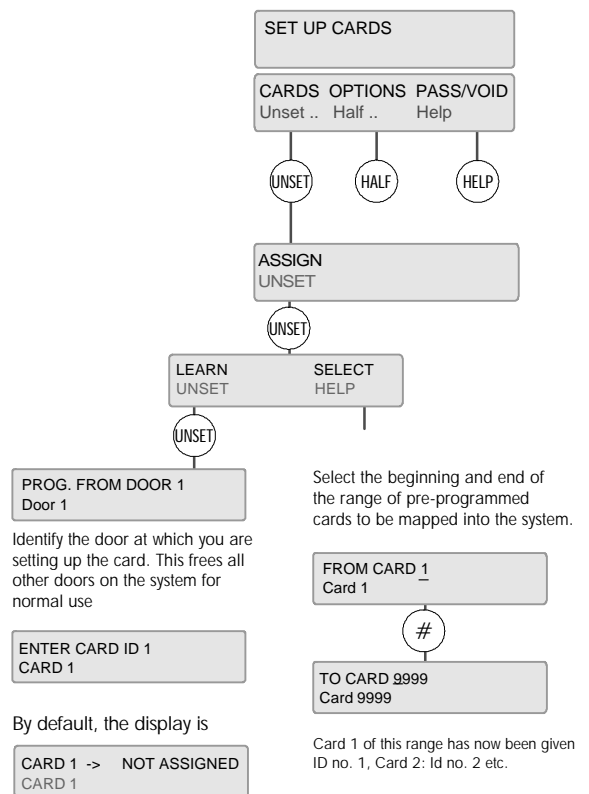 SET UP CARDS
CARDS OPTIONS PASS/VOID
Unset .. Half .. Help
UNSET HALF HELP
ASSIGN
UNSET
UNSET
LEARN SELECT
UNSET HELP
UNSET
PROG. FROM DOOR 1
Door 1
Identify the door at which you are
setting up the card. This frees all
other doors on the system for
normal use
ENTER CARD ID 1
CARD 1
By default, the display is
CARD 1 -> NOT ASSIGNED
CARD 1
Select the beginning and end of
the range of pre-programmed
cards to be mapped into the system.
FROM CARD 1
Card 1
#
TO CARD 9999
Card 9999
Card 1 of this range has now been given
ID no. 1, Card 2: Id no. 2 etc.